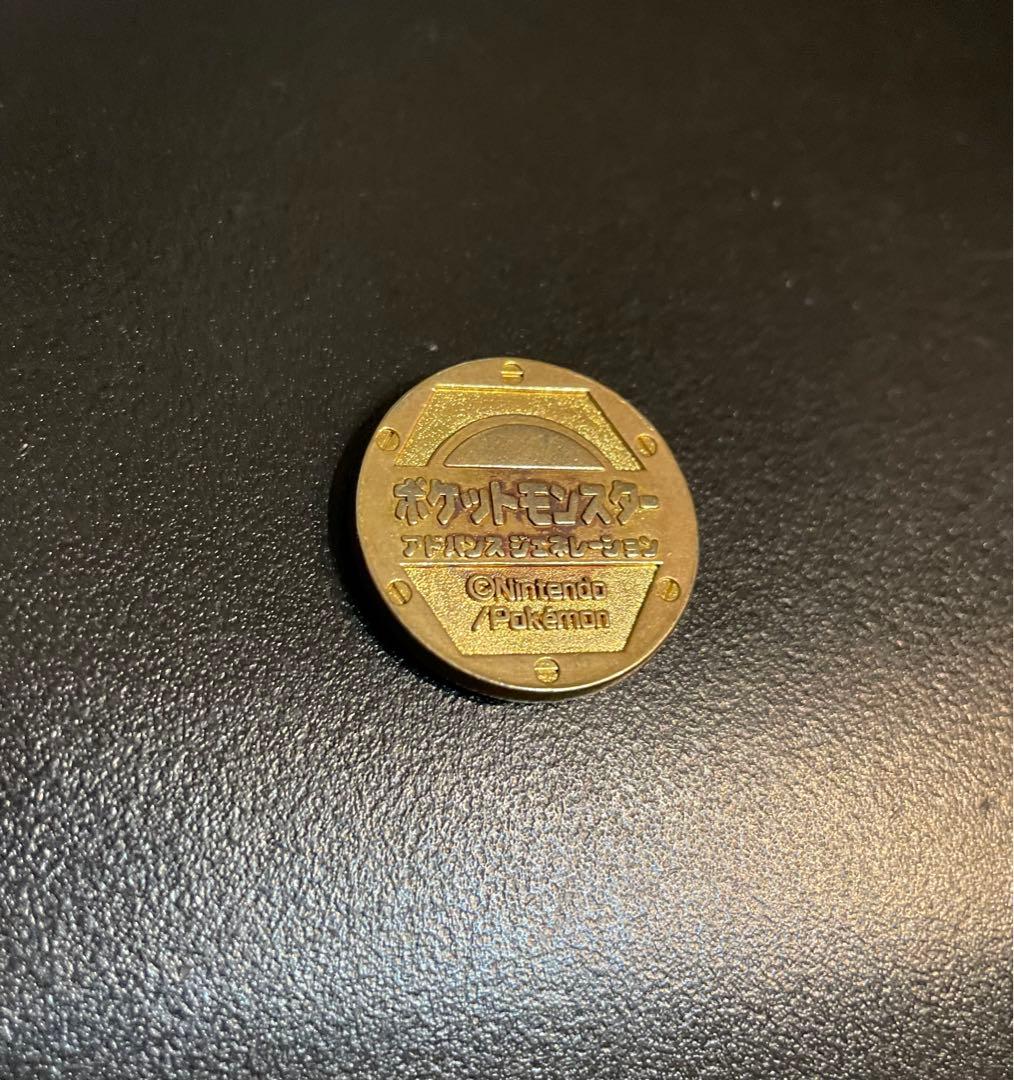 ポケットモンスター
アドバンスジェネレーション
©Nintendo
/Pokémon